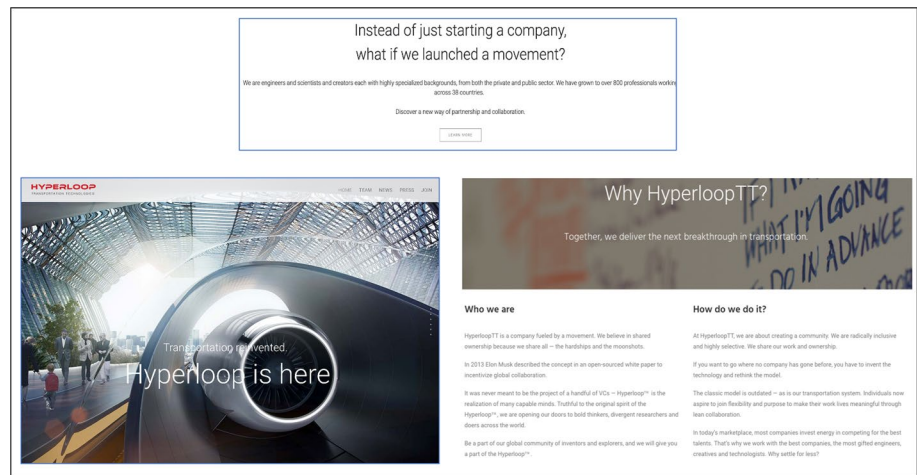 Instead of just starting a company,
what if we launched a movement?
We are engineers and scientists and creators each with highly specialized backgrounds, from both the private and public sector. We have grown to over 800 professionals working
across 38 countries.
Discover a new way of partnership and collaboration.
LEARN MORE
HYPERLOOP
TRANSPORTATION TECHNOLOGIES
HOME TEAM NEWS PRESS JOIN
Transportation reinvented.
Hyperloop is here
Why HyperloopTT?
Together, we deliver the next breakthrough in transportation.
WHAT I'M GOING
DO IN ADVANCE
Who we are
HyperloopTT is a company fueled by a movement. We believe in shared
ownership because we share all — the hardships and the moonshots.
In 2013 Elon Musk described the concept in an open-sourced white paper to
incentivize global collaboration.
It was never meant to be the project of a handful of VCs — Hyperloop™ is the
realization of many capable minds. Truthful to the original spirit of the
Hyperloop™, we are opening our doors to bold thinkers, divergent researchers and
doers across the world.
Be a part of our global community of inventors and explorers, and we will give you
a part of the Hyperloop™.
How do we do it?
At HyperloopTT, we are about creating a community. We are radically inclusive
and highly selective. We share our work and ownership.
If you want to go where no company has gone before, you have to invent the
technology and rethink the model.
The classic model is outdated — as is our transportation system. Individuals now
aspire to join flexibility and purpose to make their work lives meaningful through
lean collaboration.
In today's marketplace, most companies invest energy in competing for the best
talents. That's why we work with the best companies, the most gifted engineers,
creatives and technologists. Why settle for less?